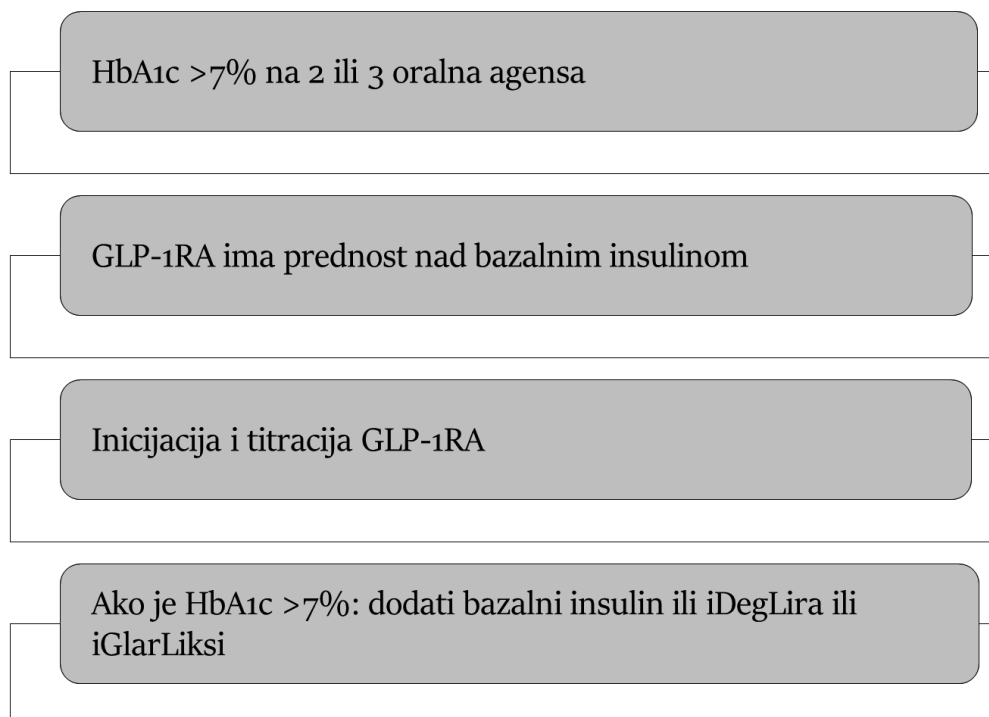 HbA1c >7% na 2 ili 3 oralna agensa
GLP-1RA ima prednost nad bazalnim insulinom
Inicijacija i titracija GLP-1RA
Ako je HbA1c >7%: dodati bazalni insulin ili iDegLira ili
iGlarLiksi